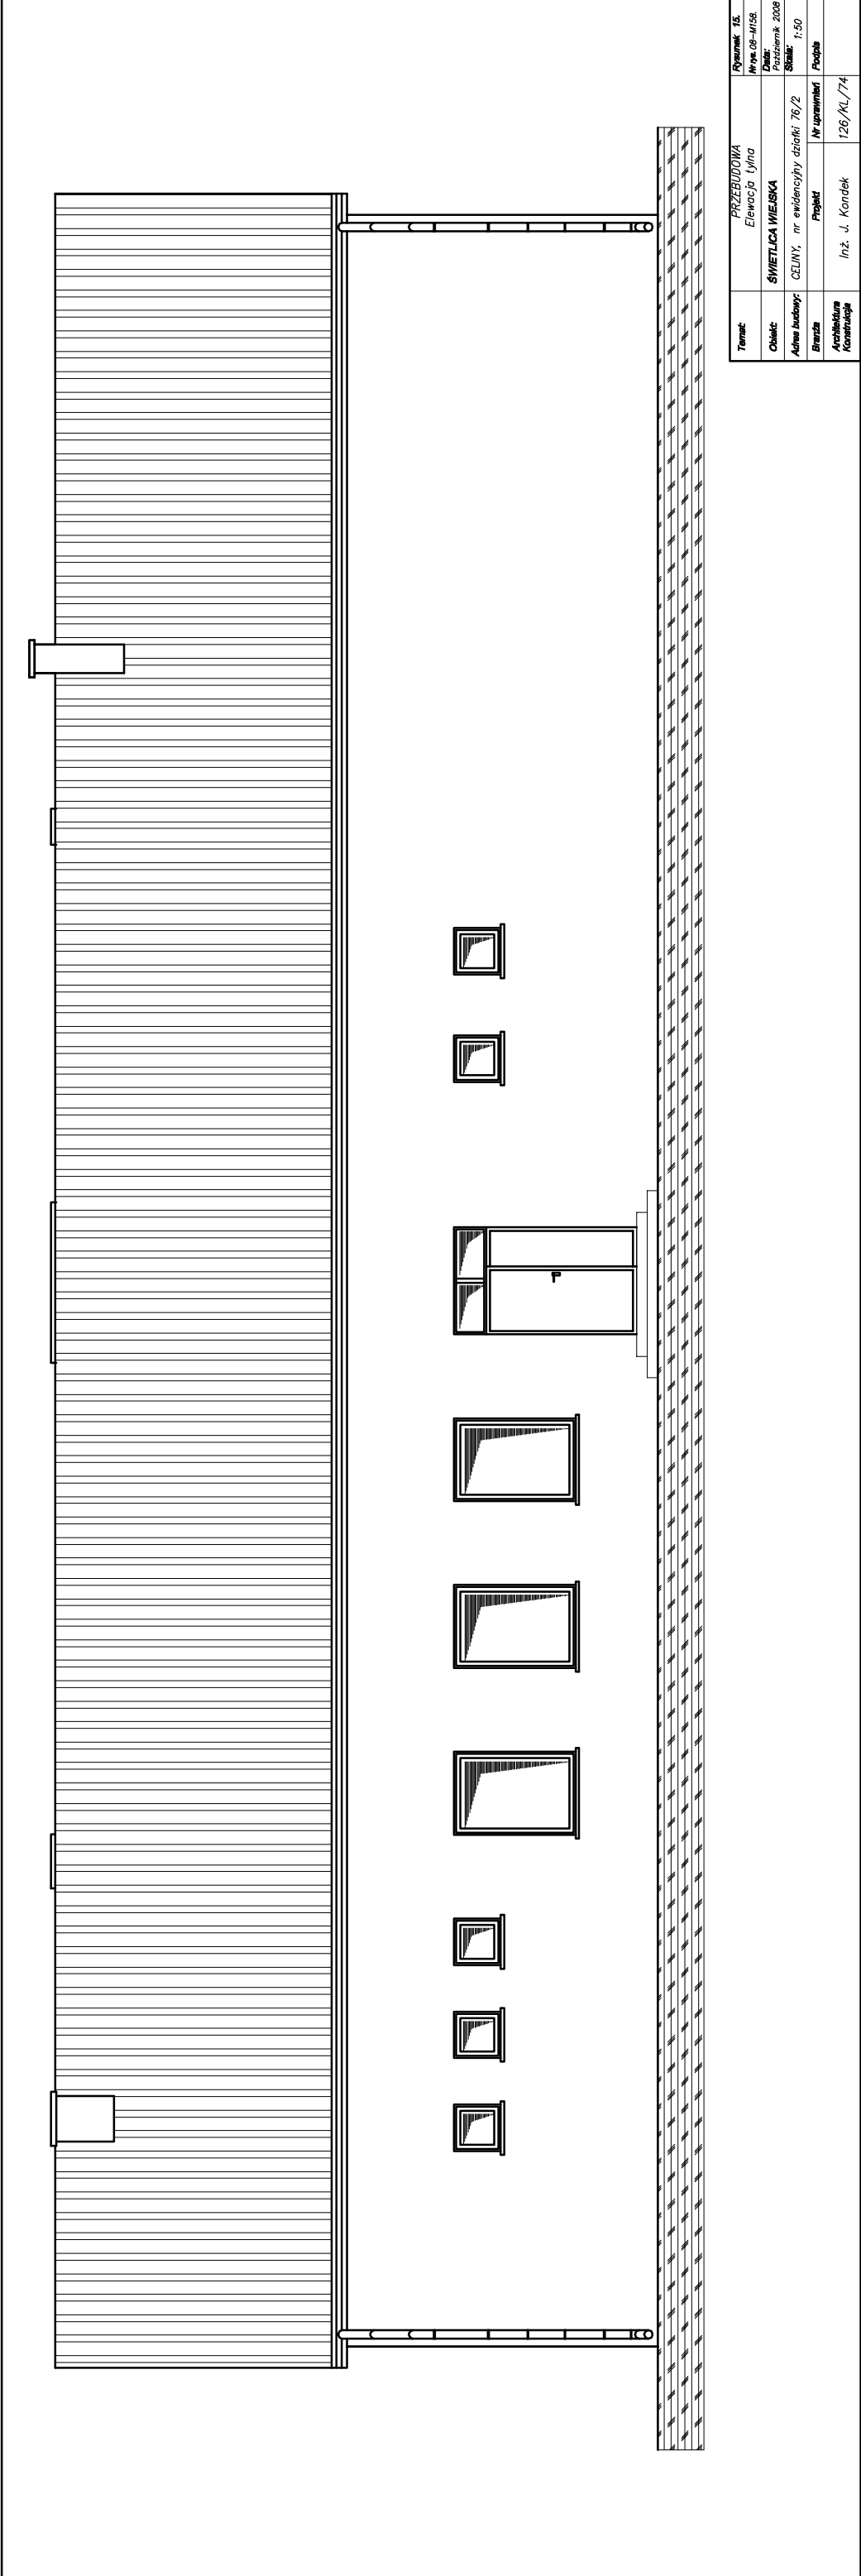 Temat:
PRZEBUDOWA
Elewacja tylna
Rysunek 15.
Nr rys. 08-M158.
Obiekt:
ŚWIETLICA WIEJSKA
Data:
Październik 2008
Adres budowy:
CELINY, nr ewidencyjny działki 76/2
Skala:
1:50
Branża
Projekt
Nr uprawnień
Podpis
Architektura
Konstrukcja
Inż. J. Kondek
126/KL/74